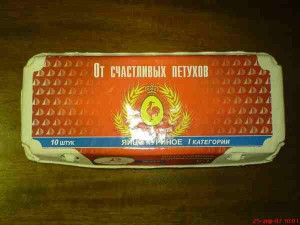 От счастливых петухов
10 штук
яйцо куриное I категории